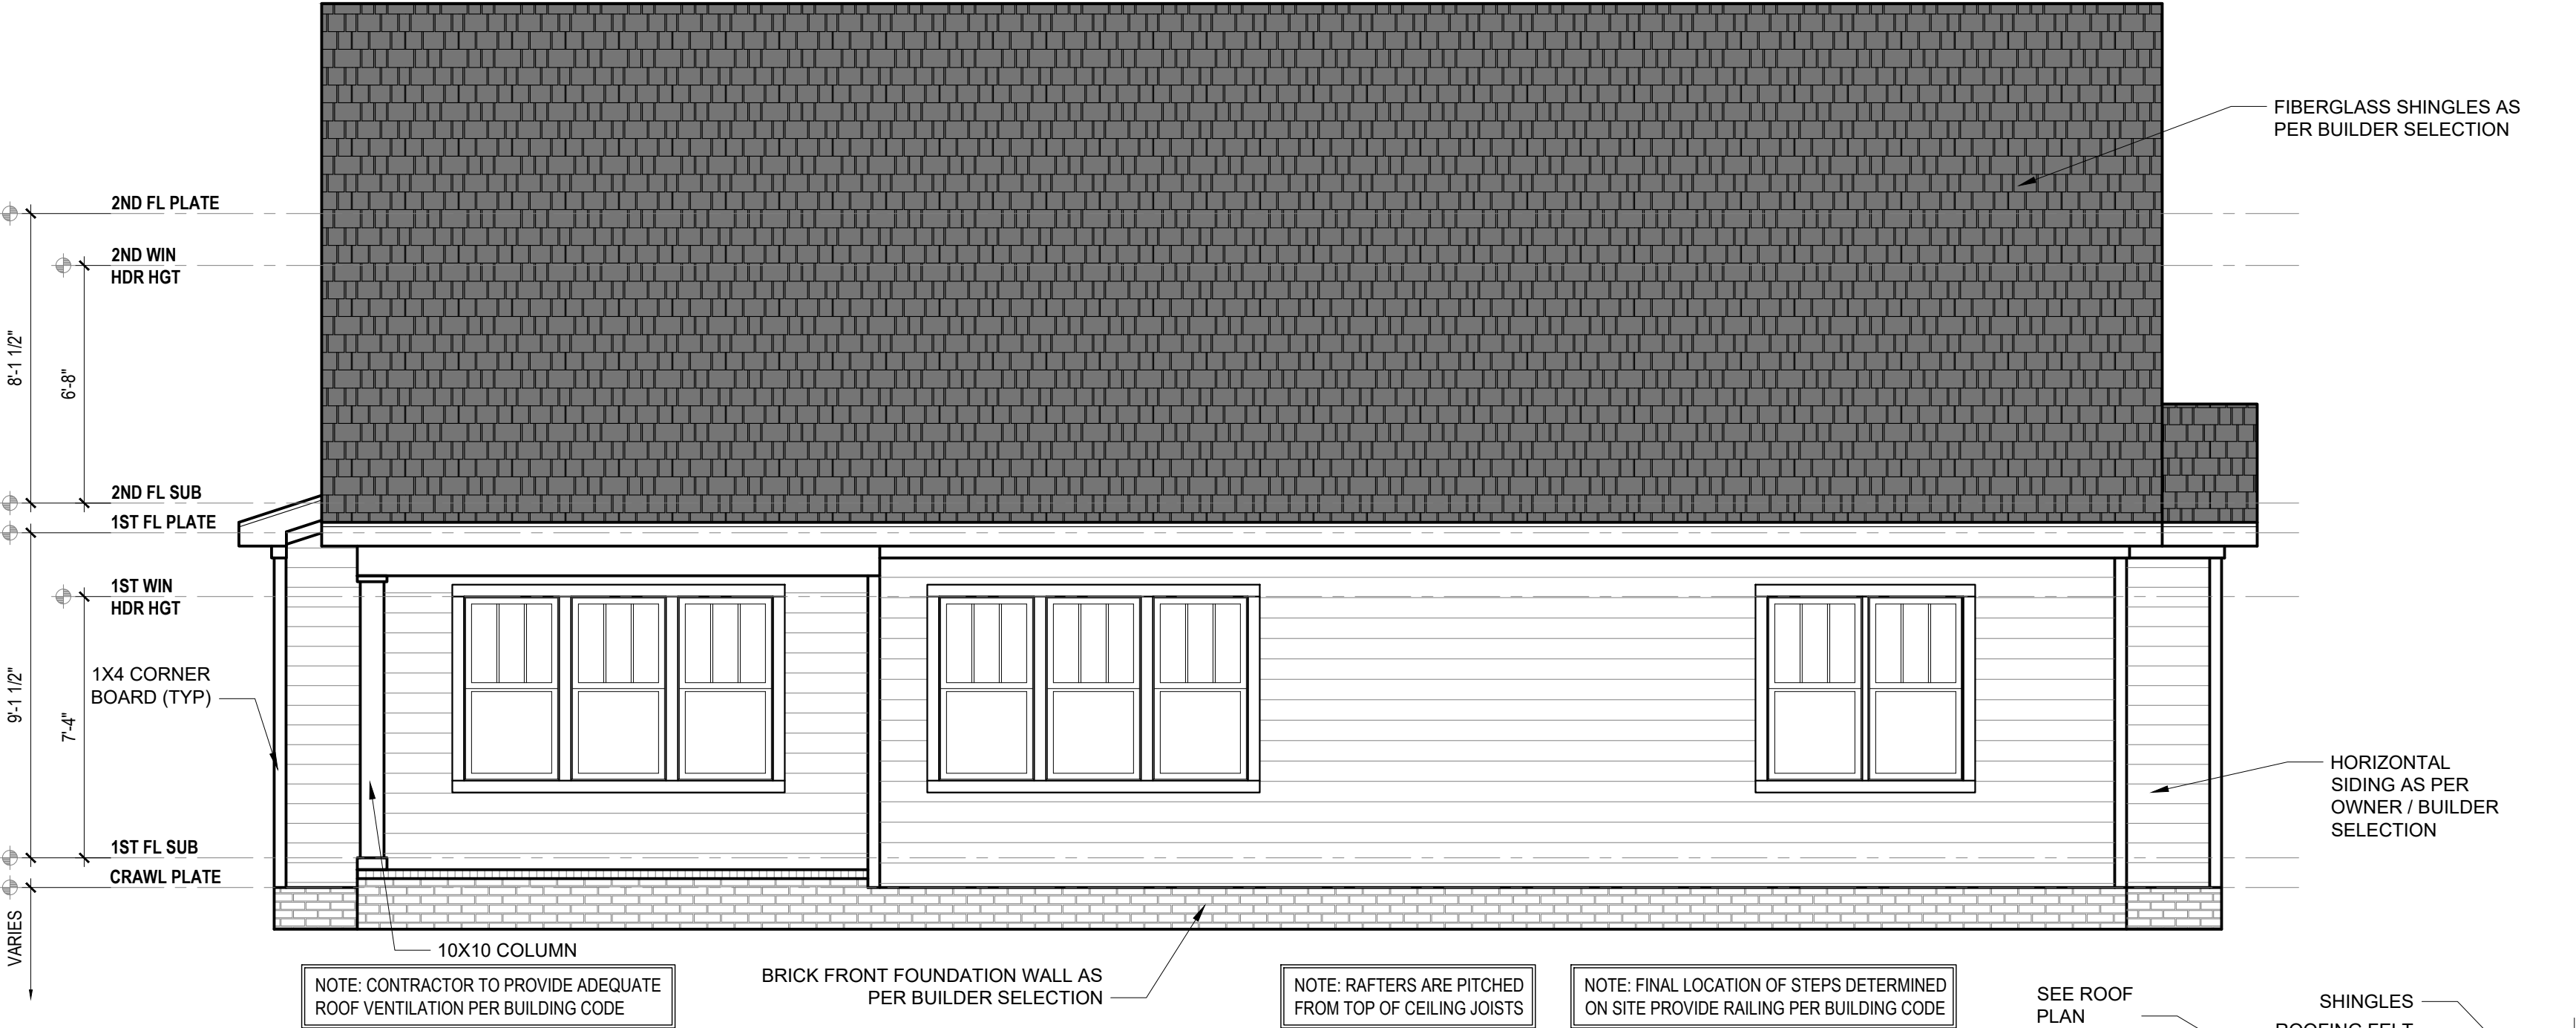 FIBERGLASS SHINGLES AS
PER BUILDER SELECTION
2ND FL PLATE
2ND WIN
HDR HGT
8'-1 1/2"
6'-8"
2ND FL SUB
1ST FL PLATE
1ST WIN
HDR HGT
1X4 CORNER
BOARD (TYP)
9'-1 1/2"
7'-4"
HORIZONTAL
SIDING AS PER
OWNER / BUILDER
SELECTION
1ST FL SUB
CRAWL PLATE
VARIES
10X10 COLUMN
NOTE: CONTRACTOR TO PROVIDE ADEQUATE
ROOF VENTILATION PER BUILDING CODE
BRICK FRONT FOUNDATION WALL AS
PER BUILDER SELECTION
NOTE: RAFTERS ARE PITCHED
FROM TOP OF CEILING JOISTS
NOTE: FINAL LOCATION OF STEPS DETERMINED
ON SITE PROVIDE RAILING PER BUILDING CODE
SEE ROOF
PLAN
SHINGLES
ROOFING FELT